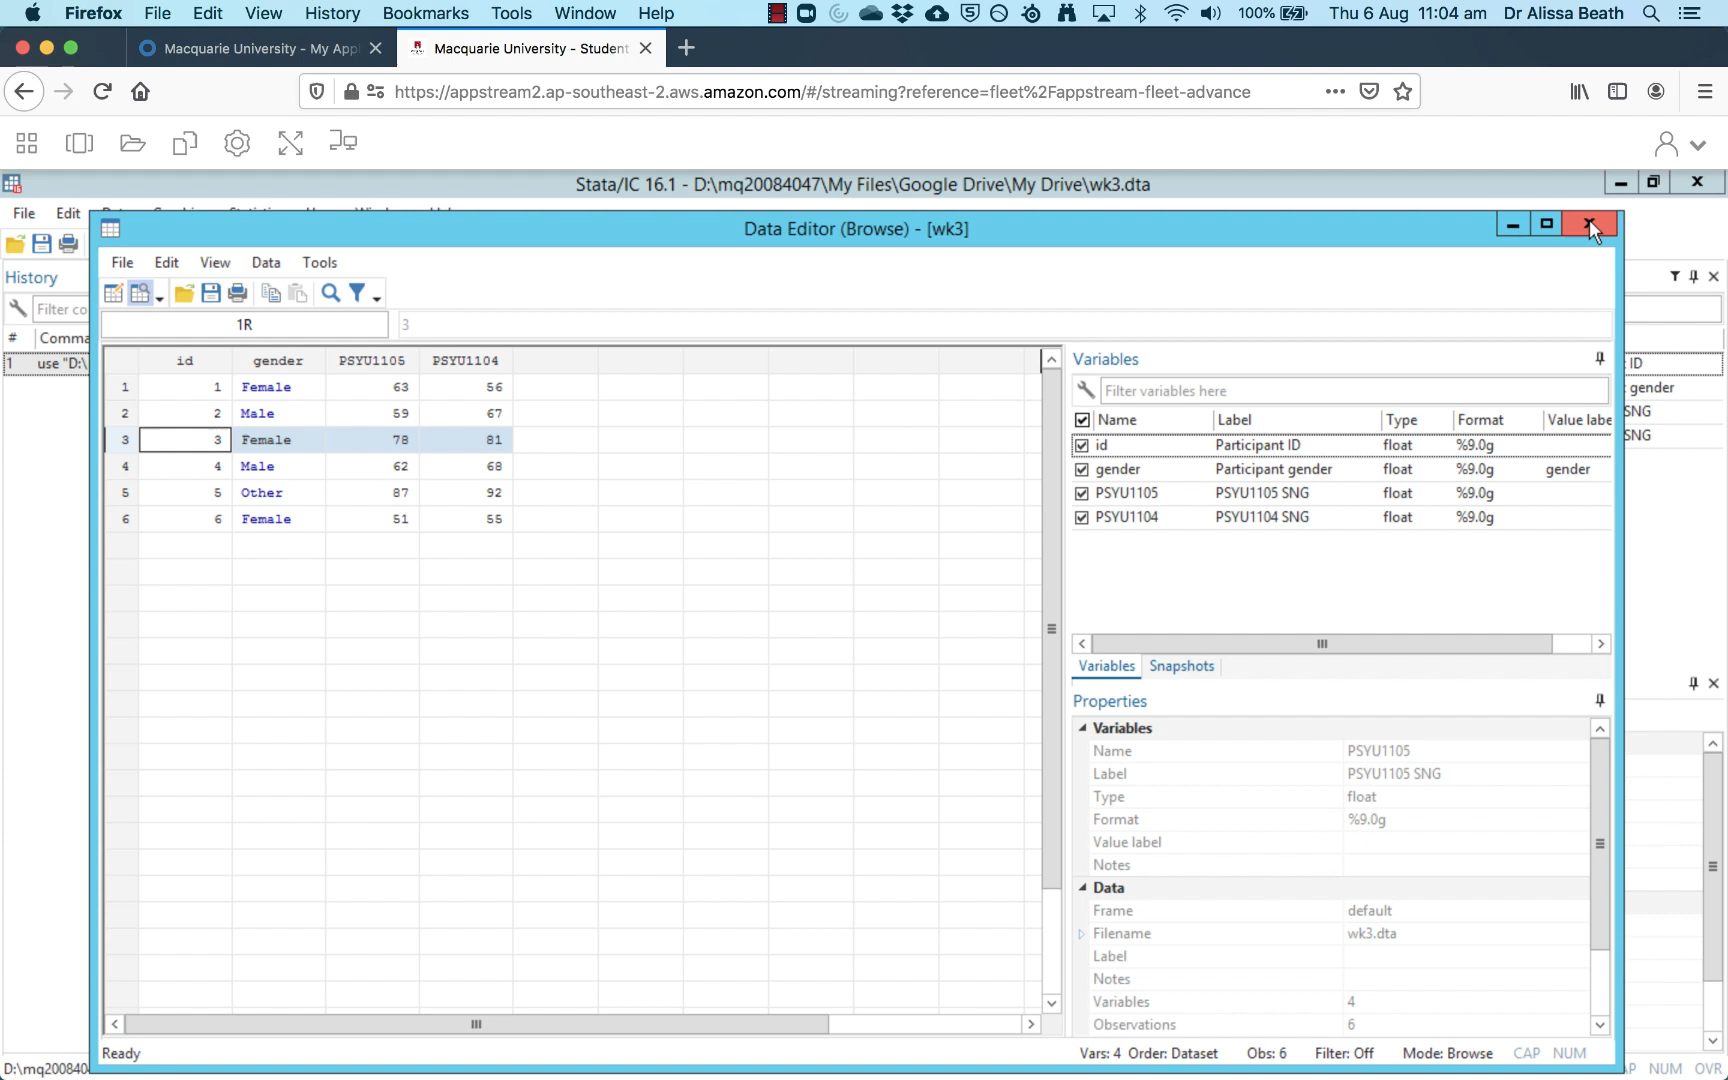 Firefox File Edit View History Bookmarks Tools Window Help 100% Thu 6 Aug 11:04 am Dr Alissa Beath
Macquarie University - My Appl
Macquarie University - Student
https://appstream2.ap-southeast-2.aws.amazon.com/#/streaming?reference=fleet%2Fappstream-fleet-advance
Stata/IC 16.1 - D:\mq20084047\My Files\Google Drive\My Drive\wk3.dta
File Edit
Data Editor (Browse) - [wk3]
File Edit View Data Tools
History
Filter co
# Comma
1 use "D:\
1R 3
id gender PSYU1105 PSYU1104
1 1 Female 63 56
2 2 Male 59 67
3 3 Female 78 81
4 4 Male 62 68
5 5 Other 87 92
6 6 Female 51 55
Variables
Filter variables here
Name Label Type Format Value labe
id Participant ID float %9.0g
gender Participant gender float %9.0g gender
PSYU1105 PSYU1105 SNG float %9.0g
PSYU1104 PSYU1104 SNG float %9.0g
ID
gender
SNG
SNG
Variables Snapshots
Properties
Variables
Name PSYU1105
Label PSYU1105 SNG
Type float
Format %9.0g
Value label
Notes
Data
Frame default
Filename wk3.dta
Label
Notes
Variables 4
Observations 6
Ready Vars: 4 Order: Dataset Obs: 6 Filter: Off Mode: Browse CAP NUM
D:\mq200840 AP NUM OVR